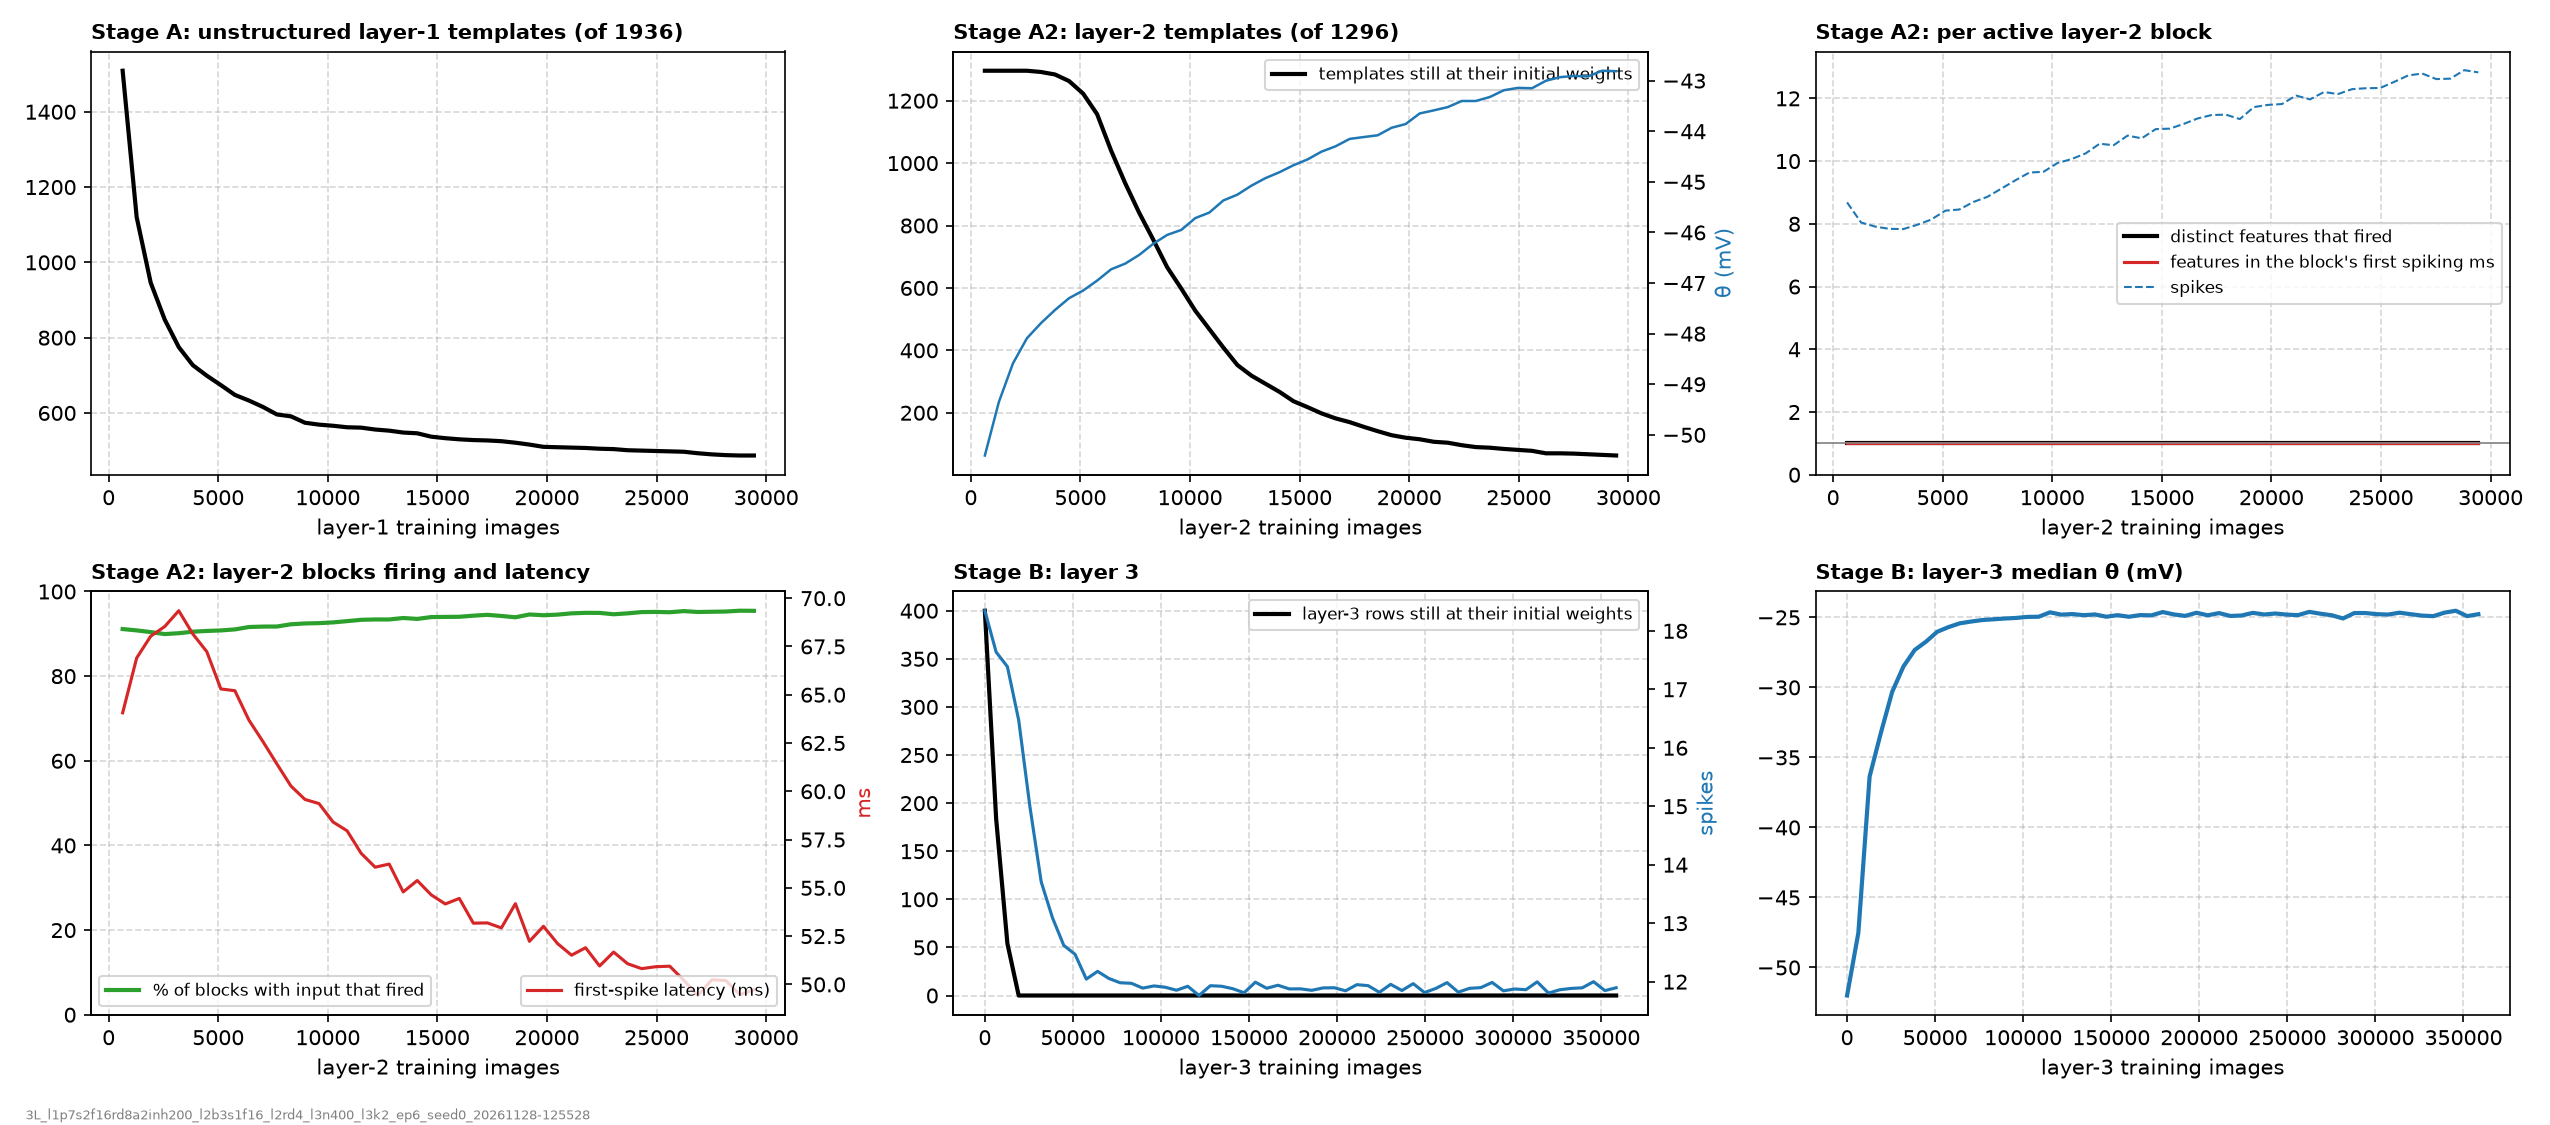 Stage A: unstructured layer-1 templates (of 1936)
1400
1200
1000
800
600
0 5000 10000 15000 20000 25000 30000
layer-1 training images
Stage A2: layer-2 templates (of 1296)
templates still at their initial weights
1200
1000
800
600
400
200
−43
−44
−45
−46
−47
−48
−49
−50
θ (mV)
0 5000 10000 15000 20000 25000 30000
layer-2 training images
Stage A2: per active layer-2 block
12
10
8
6
4
2
0
distinct features that fired
features in the block's first spiking ms
spikes
0 5000 10000 15000 20000 25000 30000
layer-2 training images
Stage A2: layer-2 blocks firing and latency
100
80
60
40
20
0
70.0
67.5
65.0
62.5
60.0
57.5
55.0
52.5
50.0
ms
% of blocks with input that fired
first-spike latency (ms)
0 5000 10000 15000 20000 25000 30000
layer-2 training images
Stage B: layer 3
layer-3 rows still at their initial weights
400
350
300
250
200
150
100
50
0
18
17
16
15
14
13
12
spikes
0 50000 100000 150000 200000 250000 300000 350000
layer-3 training images
Stage B: layer-3 median θ (mV)
−25
−30
−35
−40
−45
−50
0 50000 100000 150000 200000 250000 300000 350000
layer-3 training images
3L_l1p7s2f16rd8a2inh200_l2b3s1f16_l2rd4_l3n400_l3k2_ep6_seed0_20261128-125528